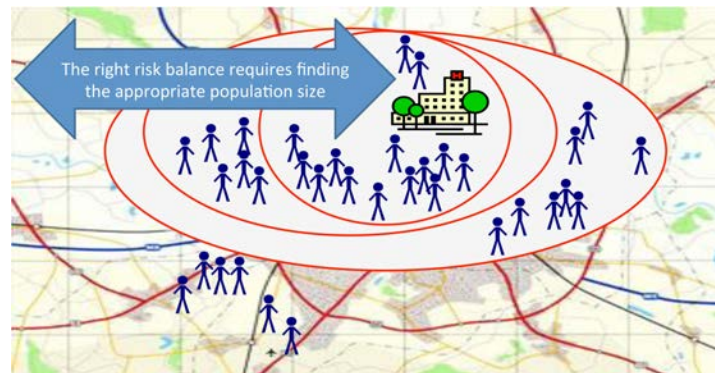 The right risk balance requires finding
the appropriate population size
H